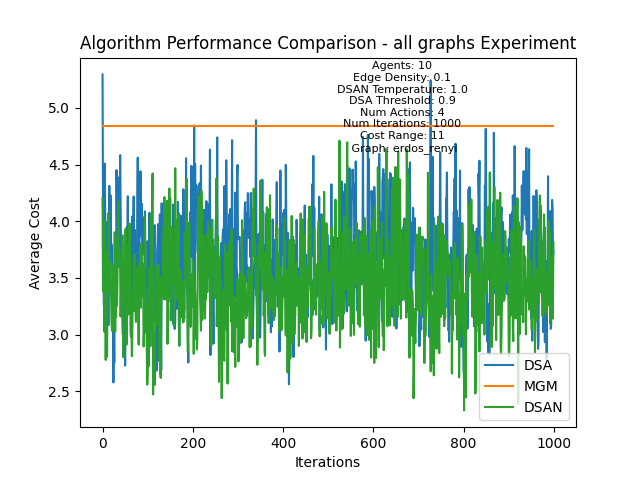 Algorithm Performance Comparison - all graphs Experiment
Agents: 10
Edge Density: 0.1
DSAN Temperature: 1.0
DSA Threshold: 0.9
Num Actions: 4
Num Iterations: 1000
Cost Range: 11
Graph: erdos_renyi
Average Cost
5.0
4.5
4.0
3.5
3.0
2.5
0
200
400
600
800
1000
Iterations
DSA
MGM
DSAN